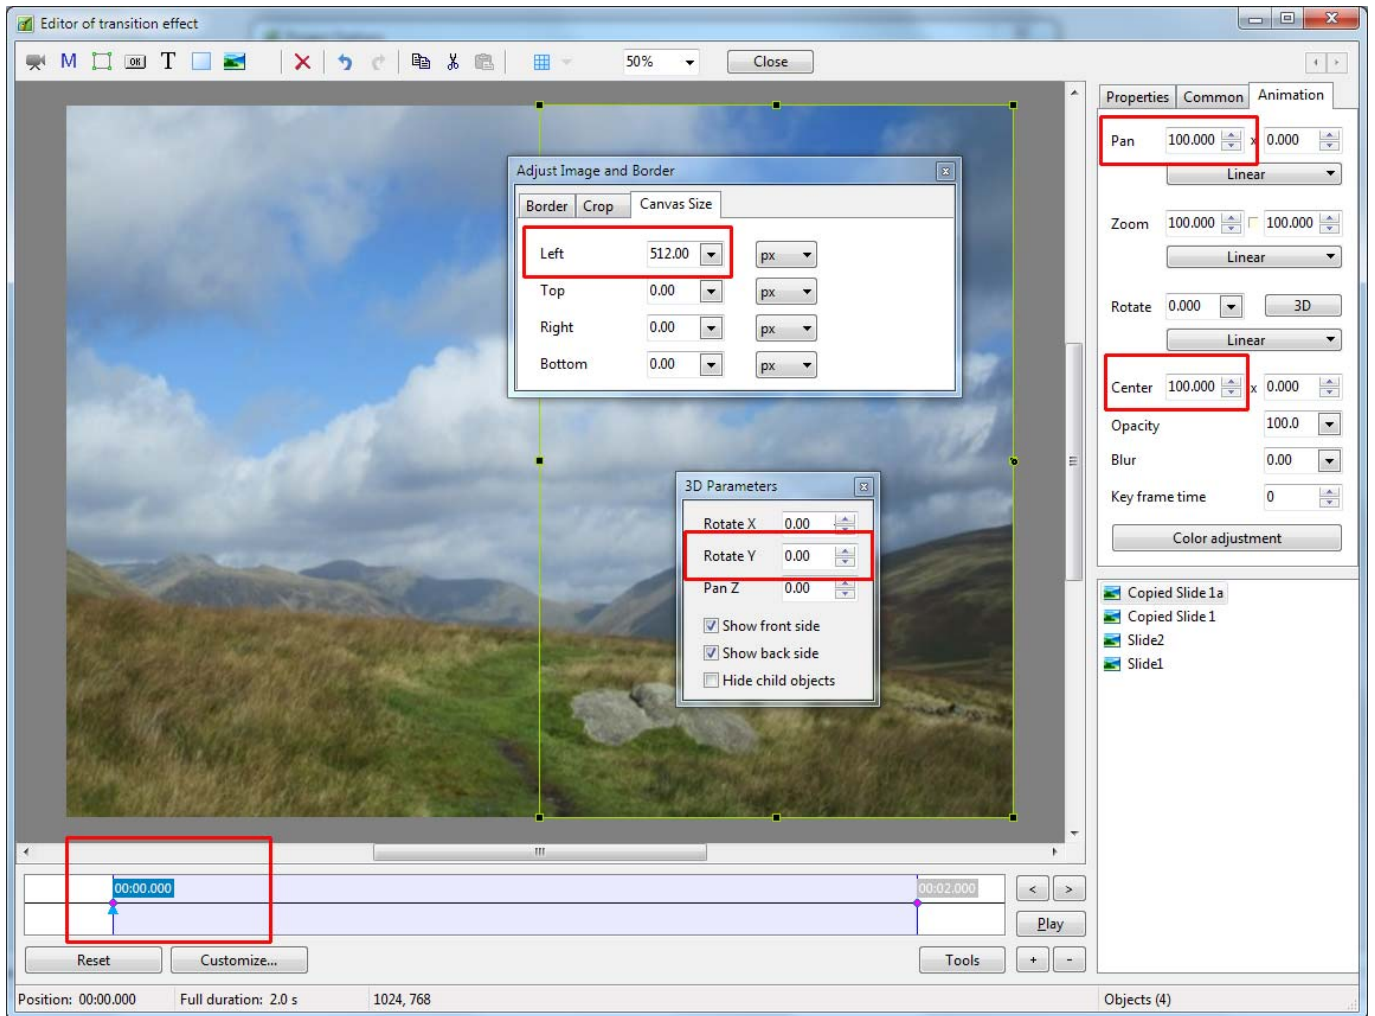 Editor of transition effect
M OK T 50% Close
Properties Common Animation
Pan 100.000 x 0.000
Linear
Zoom 100.000 100.000
Linear
Rotate 0.000 3D
Linear
Center 100.000 x 0.000
Opacity 100.0
Blur 0.00
Key frame time 0
Color adjustment
Adjust Image and Border
Border Crop Canvas Size
Left 512.00 px
Top 0.00 px
Right 0.00 px
Bottom 0.00 px
3D Parameters
Rotate X 0.00
Rotate Y 0.00
Pan Z 0.00
Show front side
Show back side
Hide child objects
Copied Slide 1a
Copied Slide 1
Slide2
Slide1
00:00.000 00:02.000
< >
Play
Reset Customize... Tools + -
Position: 00:00.000 Full duration: 2.0 s 1024, 768 Objects (4)